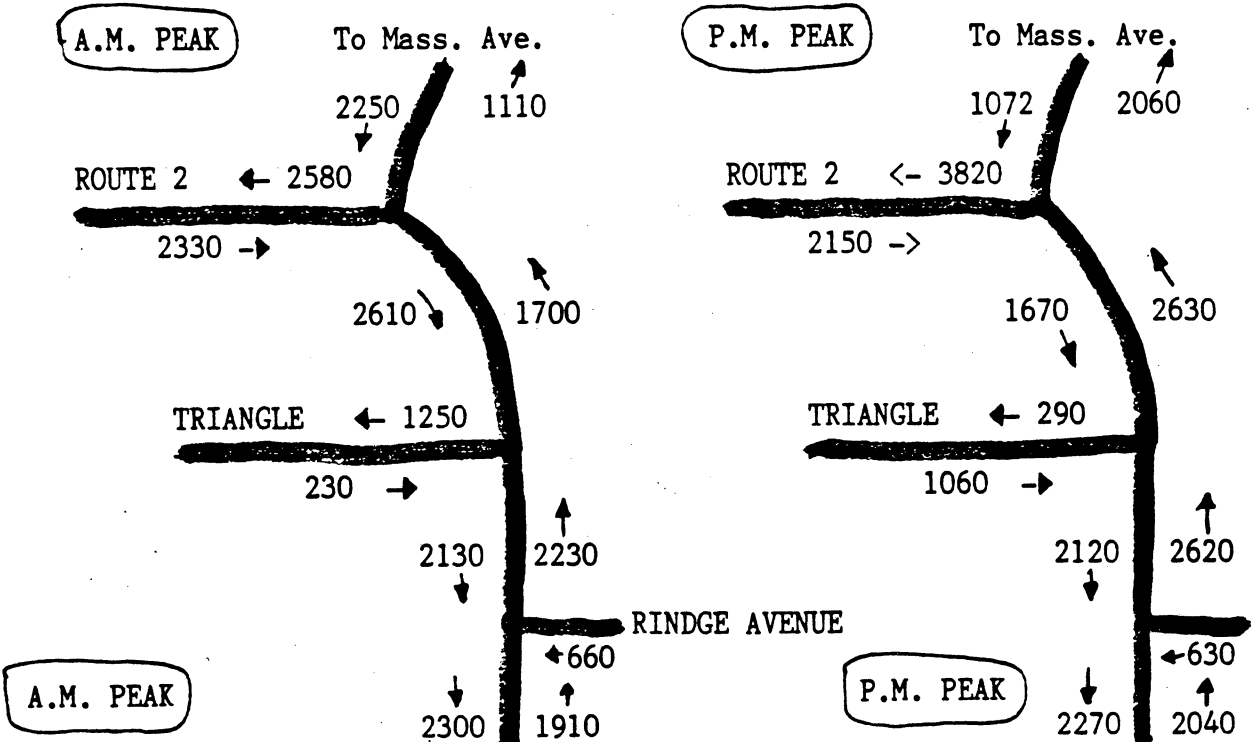 A.M. PEAK
To Mass. Ave.
2250
1110
ROUTE 2 ← 2580
2330 →
2610
1700
TRIANGLE ← 1250
230 →
2130
2230
RINDGE AVENUE
←660
A.M. PEAK
2300
1910
P.M. PEAK
To Mass. Ave.
1072
2060
ROUTE 2 <- 3820
2150 ->
1670
2630
TRIANGLE ← 290
1060 →
2120
2620
←630
P.M. PEAK
2270
2040